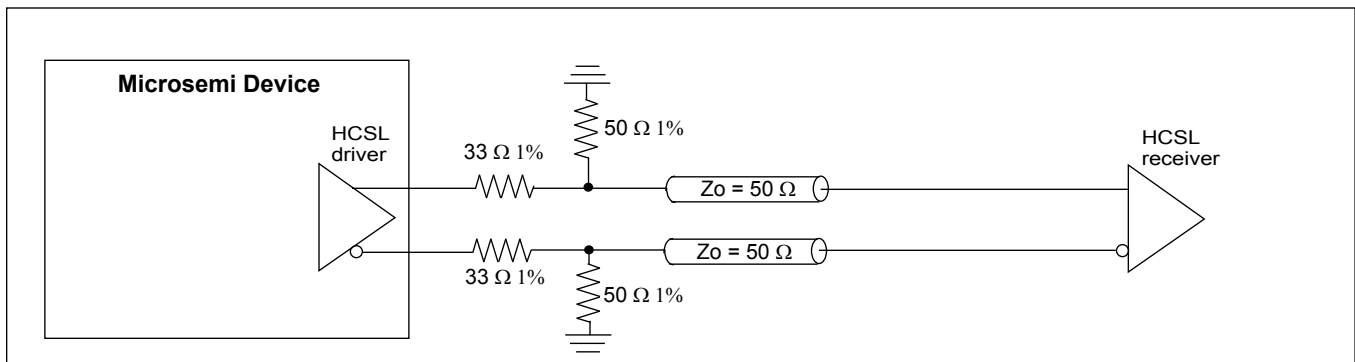 Microsemi Device
HCSL
driver
33 Ω 1%
50 Ω 1%
Zo = 50 Ω
HCSL
receiver
33 Ω 1%
50 Ω 1%
Zo = 50 Ω